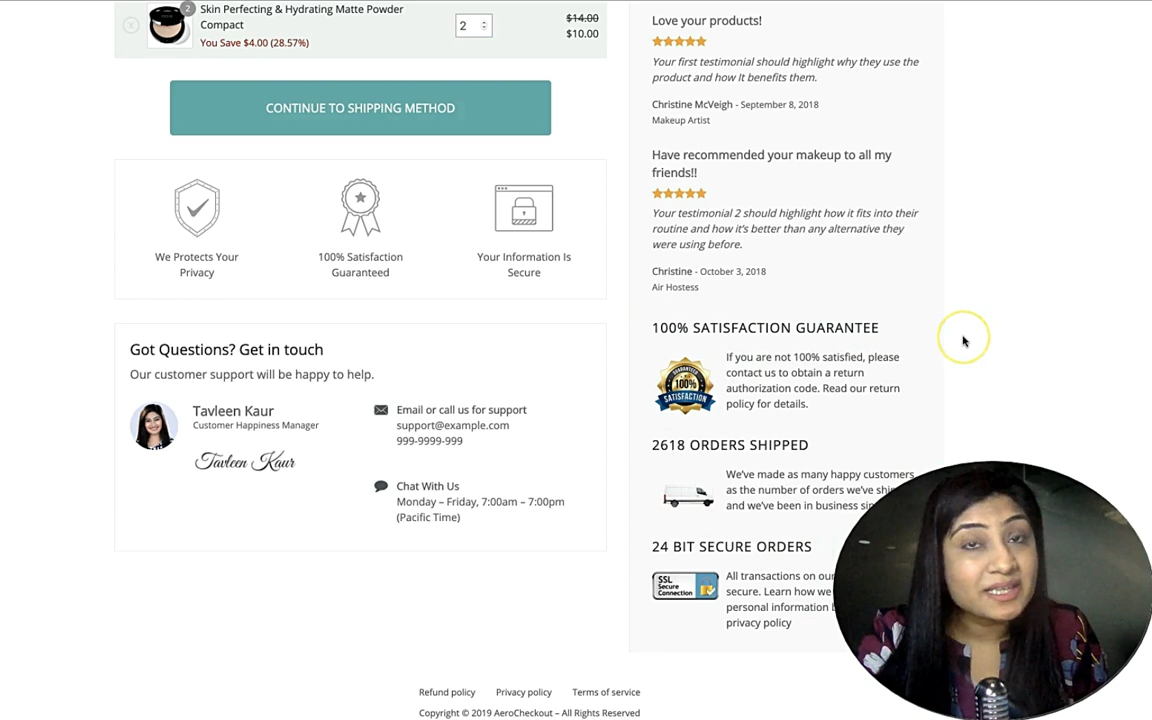 Skin Perfecting & Hydrating Matte Powder
Compact
You Save $4.00 (28.57%)
2
2
$14.00
$10.00
CONTINUE TO SHIPPING METHOD
We Protects Your
Privacy
100% Satisfaction
Guaranteed
Your Information Is
Secure
Got Questions? Get in touch
Our customer support will be happy to help.
Tavleen Kaur
Customer Happiness Manager
Tavleen Kaur
Email or call us for support
support@example.com
999-9999-999
Chat With Us
Monday – Friday, 7:00am – 7:00pm
(Pacific Time)
Love your products!
Your first testimonial should highlight why they use the
product and how It benefits them.
Christine McVeigh - September 8, 2018
Makeup Artist
Have recommended your makeup to all my
friends!!
Your testimonial 2 should highlight how it fits into their
routine and how it's better than any alternative they
were using before.
Christine - October 3, 2018
Air Hostess
100% SATISFACTION GUARANTEE
100%
SATISFACTION
If you are not 100% satisfied, please
contact us to obtain a return
authorization code. Read our return
policy for details.
2618 ORDERS SHIPPED
We've made as many happy customers
as the number of orders we've
and we've been in business
24 BIT SECURE ORDERS
SSL
Secure
Connection
All transactions on
secure. Learn how we
personal information
privacy policy
Refund policy Privacy policy Terms of service
Copyright © 2019 AeroCheckout – All Rights Reserved